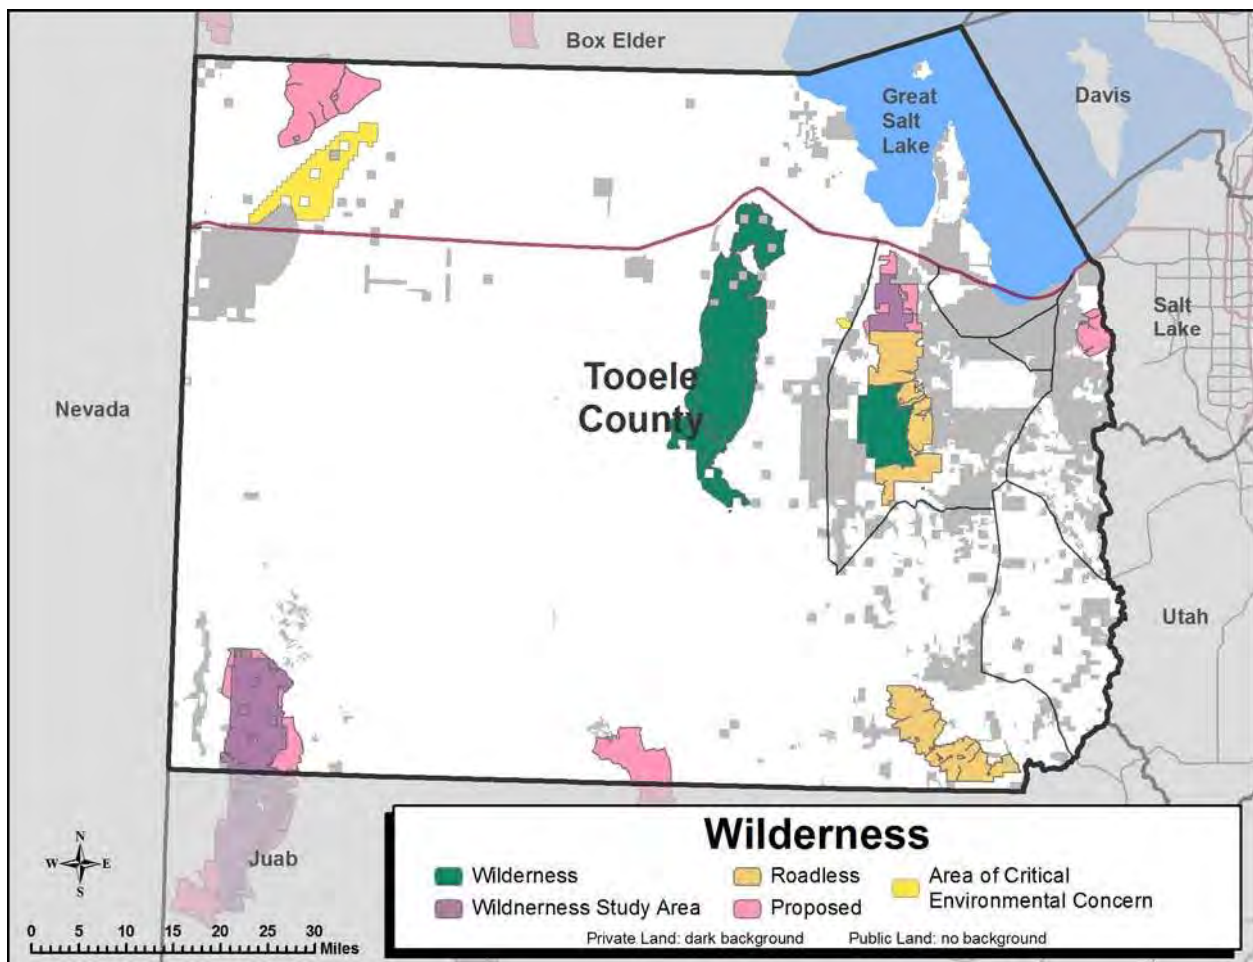 Box Elder
Great
Salt
Lake
Davis
Salt
Lake
Nevada
Tooele
County
Utah
Juab
N
W E
S
0 5 10 15 20 25 30
Miles
Wilderness
Wilderness
Roadless
Area of Critical
Environmental Concern
Wildnerness Study Area
Proposed
Private Land: dark background Public Land: no background